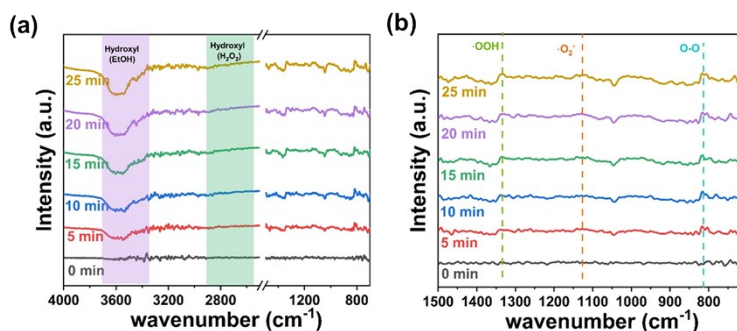 (a)
Hydroxyl
(EtOH)
Hydroxyl
(H₂O₂)
25 min
20 min
15 min
10 min
5 min
0 min
Intensity (a.u.)
4000 3600 3200 2800 1200 800
wavenumber (cm⁻¹)
(b)
·OOH
·O₂⁻
O-O
25 min
20 min
15 min
10 min
5 min
0 min
Intensity (a.u.)
1500 1400 1300 1200 1100 1000 900 800
wavenumber (cm⁻¹)